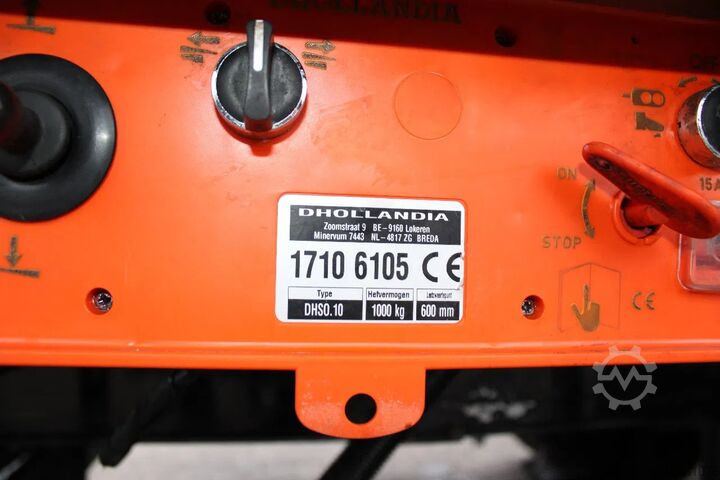 DHOLLANDIA
ON
STOP
15A
DHOLLANDIA
Zoomstraat 9 BE-9160 Lokeren
Minervum 7443 NL-4817 ZG BREDA
1710 6105 CE
Type Hefvermogen
DHSO.10 1000 kg 600 mm
CE